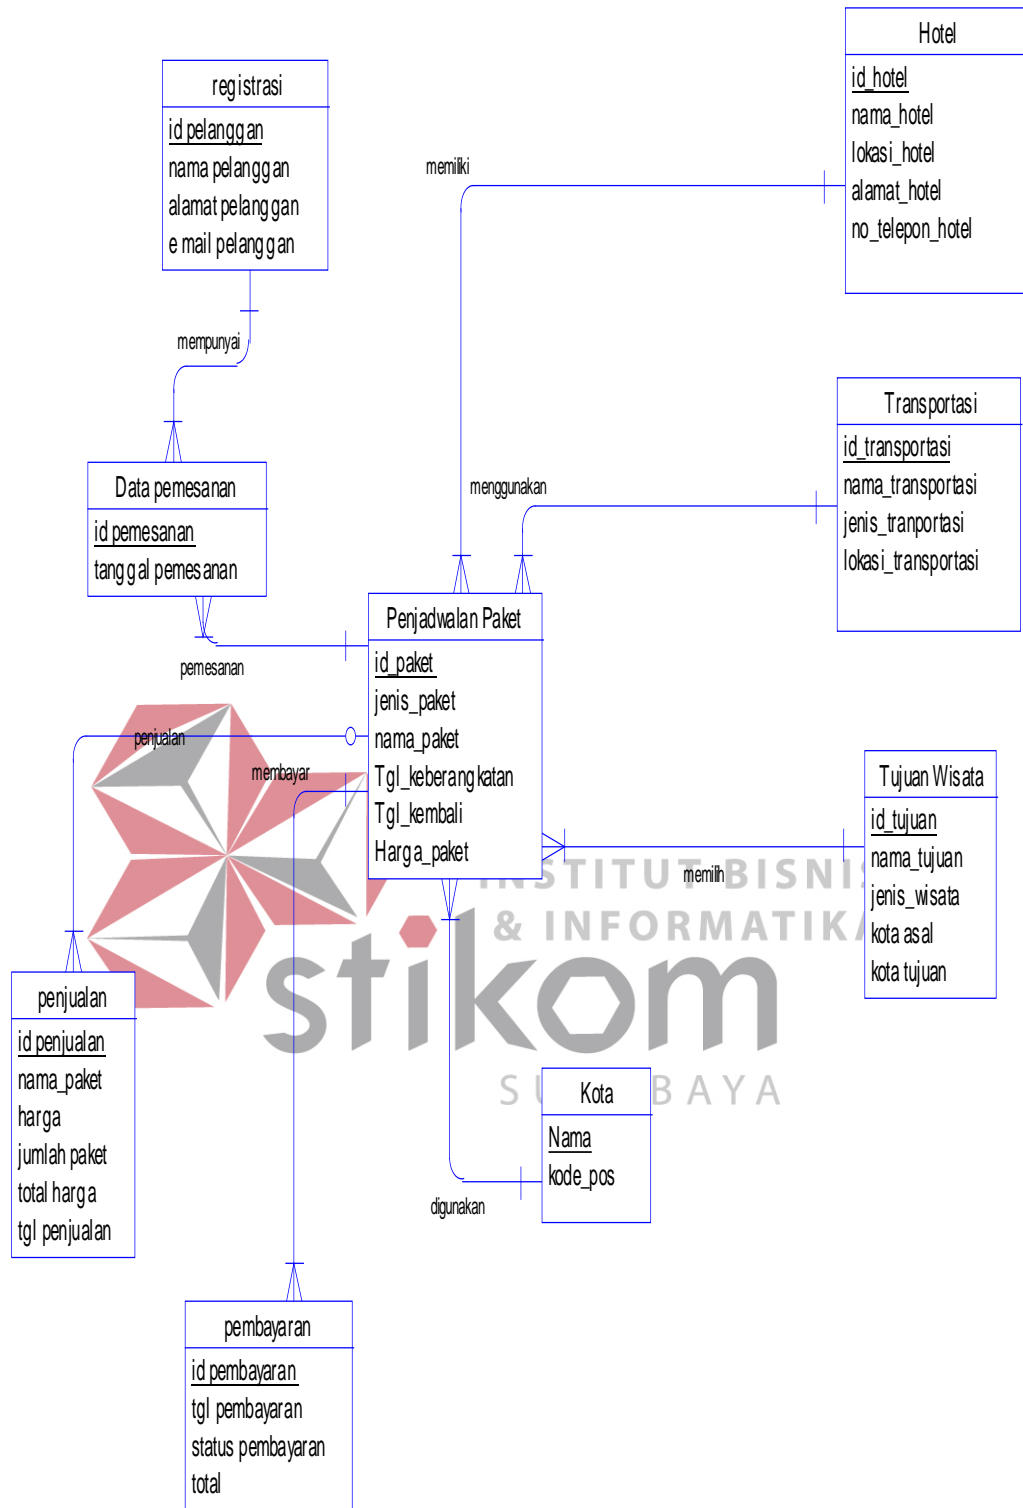 Hotel
id_hotel
nama_hotel
lokasi_hotel
alamat_hotel
no_telepon_hotel
registrasi
id pelanggan
nama pelanggan
alamat pelanggan
e mail pelanggan
memiliki
mempunyai
Transportasi
id_transportasi
nama_transportasi
jenis_tranportasi
lokasi_transportasi
menggunakan
Data pemesanan
id pemesanan
tanggal pemesanan
pemesanan
Penjadwalan Paket
id_paket
jenis_paket
nama_paket
Tgl_keberangkatan
Tgl_kembali
Harga_paket
penjualan
membayar
Tujuan Wisata
id_tujuan
nama_tujuan
jenis_wisata
kota asal
kota tujuan
memilih
INSTITUT BISNIS
& INFORMATIKA
stikom
penjualan
id penjualan
nama_paket
harga
jumlah paket
total harga
tgl penjualan
Kota
Nama
kode_pos
digunakan
pembayaran
id pembayaran
tgl pembayaran
status pembayaran
total